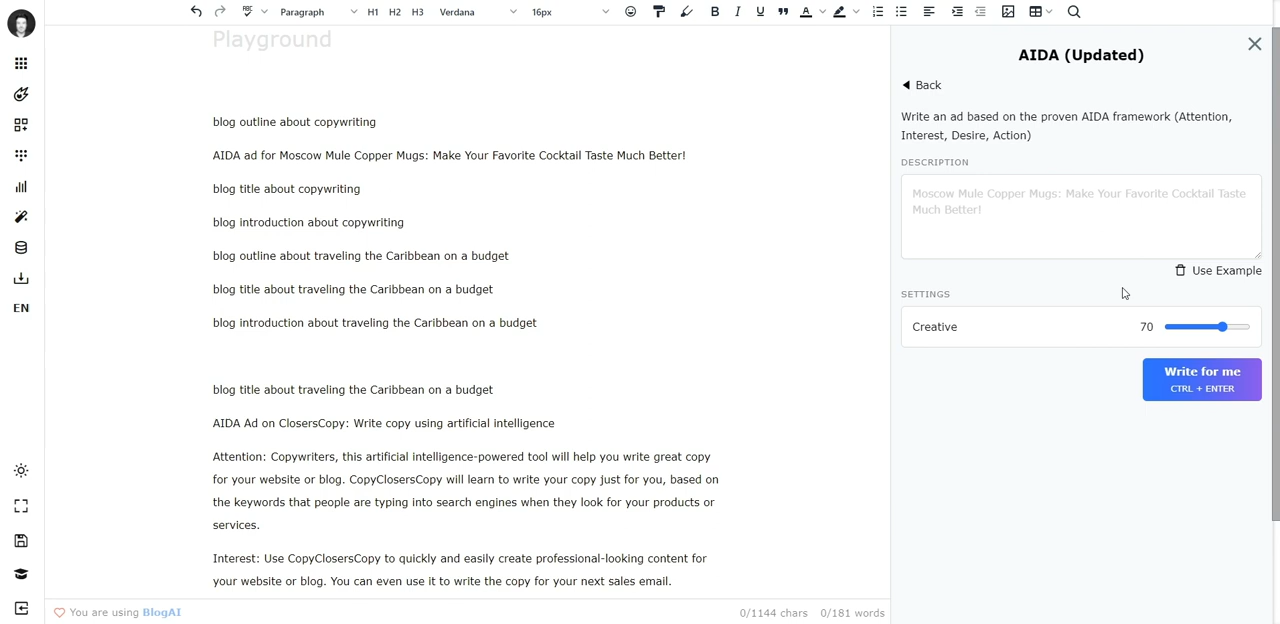 Paragraph H1 H2 H3 Verdana 16px
Playground
blog outline about copywriting
AIDA ad for Moscow Mule Copper Mugs: Make Your Favorite Cocktail Taste Much Better!
blog title about copywriting
blog introduction about copywriting
blog outline about traveling the Caribbean on a budget
blog title about traveling the Caribbean on a budget
blog introduction about traveling the Caribbean on a budget
blog title about traveling the Caribbean on a budget
AIDA Ad on ClosersCopy: Write copy using artificial intelligence
Attention: Copywriters, this artificial intelligence-powered tool will help you write great copy
for your website or blog. CopyClosersCopy will learn to write your copy just for you, based on
the keywords that people are typing into search engines when they look for your products or
services.
Interest: Use CopyClosersCopy to quickly and easily create professional-looking content for
your website or blog. You can even use it to write the copy for your next sales email.
EN
You are using BlogAI
0/1144 chars 0/181 words
AIDA (Updated)
Back
Write an ad based on the proven AIDA framework (Attention,
Interest, Desire, Action)
DESCRIPTION
Moscow Mule Copper Mugs: Make Your Favorite Cocktail Taste
Much Better!
Use Example
SETTINGS
Creative 70
Write for me
CTRL + ENTER